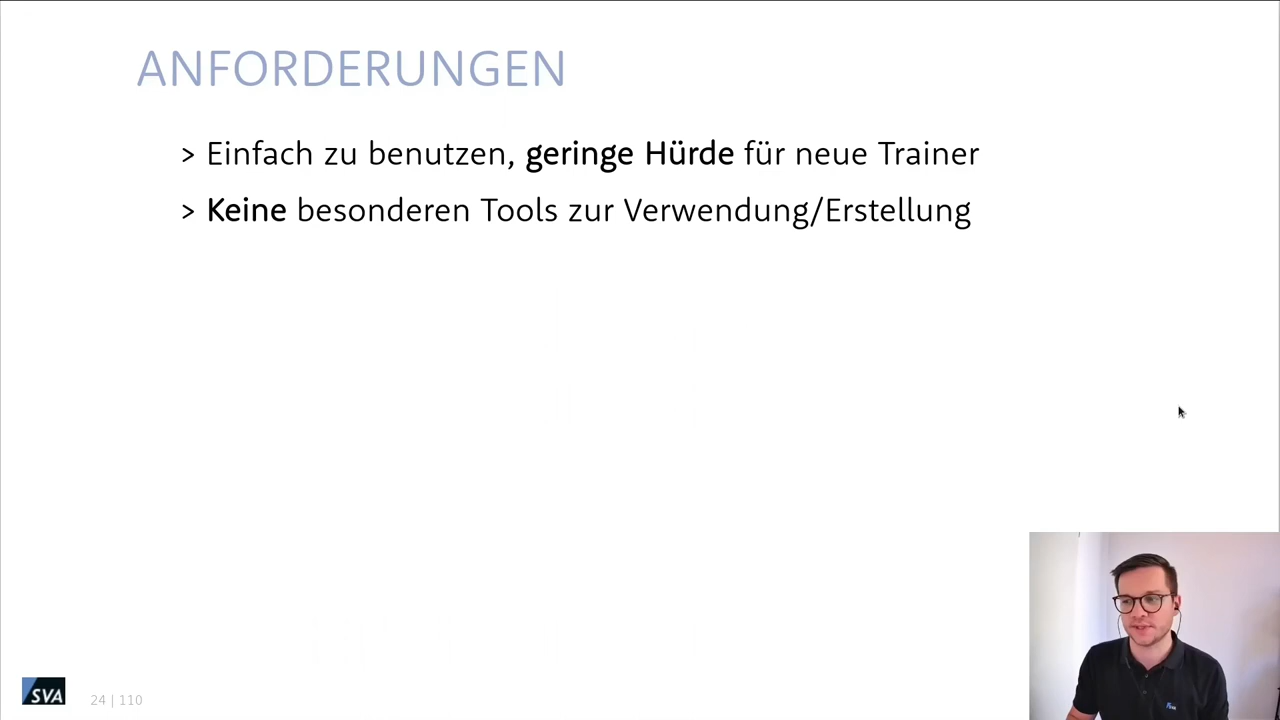 ANFORDERUNGEN
> Einfach zu benutzen, geringe Hürde für neue Trainer
> Keine besonderen Tools zur Verwendung/Erstellung
SVA
24 | 110